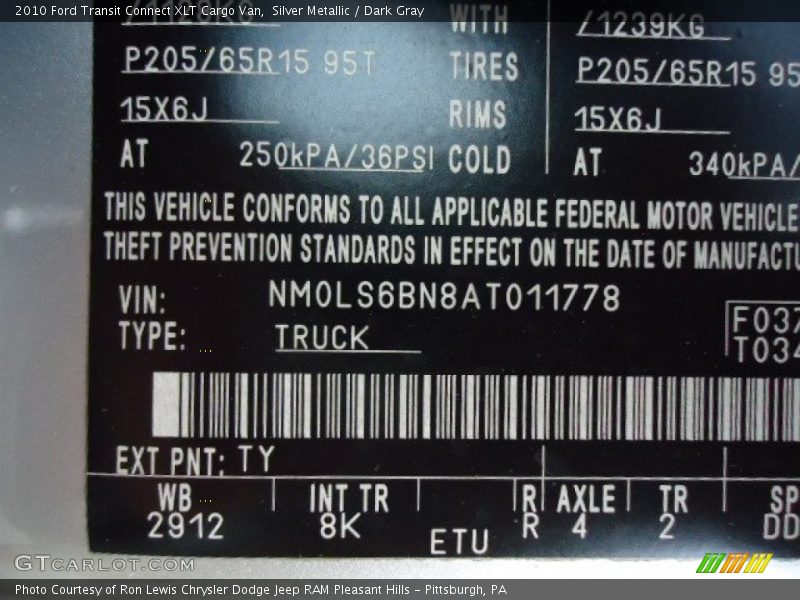 2010 Ford Transit Connect XLT Cargo Van, Silver Metallic / Dark Gray
WITH /1239KG
P205/65R15 95T TIRES P205/65R15 95
15X6J RIMS 15X6J
AT 250kPA/36PSI COLD AT 340kPA/
THIS VEHICLE CONFORMS TO ALL APPLICABLE FEDERAL MOTOR VEHICLE
THEFT PREVENTION STANDARDS IN EFFECT ON THE DATE OF MANUFACTU
VIN: NM0LS6BN8AT011778
TYPE: TRUCK
F037
T034
EXT PNT: TY
WB INT TR R AXLE TR SP
2912 8K ETU R 4 2 DD
GTCARLOT.COM
Photo Courtesy of Ron Lewis Chrysler Dodge Jeep RAM Pleasant Hills - Pittsburgh, PA